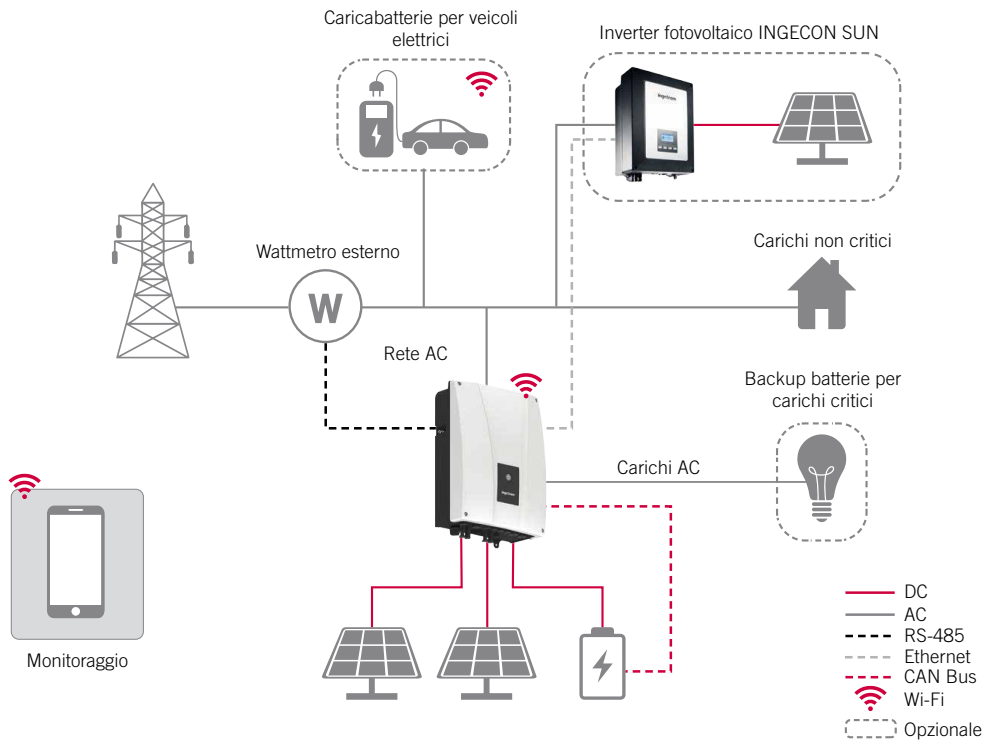 Caricabatterie per veicoli
elettrici
Inverter fotovoltaico INGECON SUN
Wattmetro esterno
W
Carichi non critici
Rete AC
Backup batterie per
carichi critici
Carichi AC
Monitoraggio
DC
AC
RS-485
Ethernet
CAN Bus
Wi-Fi
Opzionale